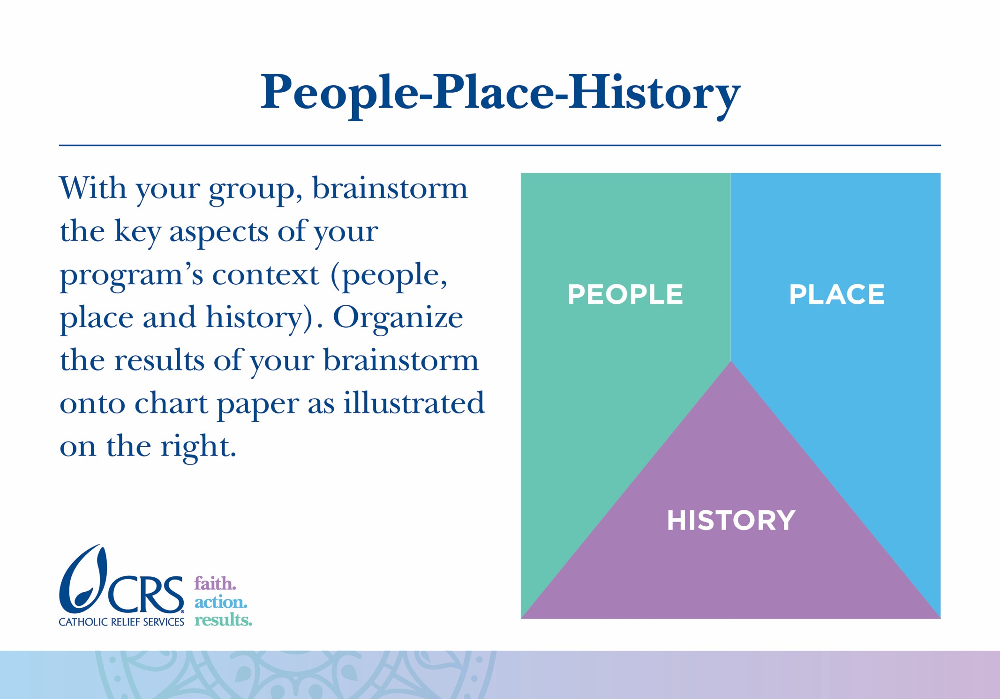 People-Place-History
With your group, brainstorm
the key aspects of your
program’s context (people,
place and history). Organize
the results of your brainstorm
onto chart paper as illustrated
on the right.
PEOPLE
PLACE
HISTORY
CRS®
CATHOLIC RELIEF SERVICES
faith.
action.
results.